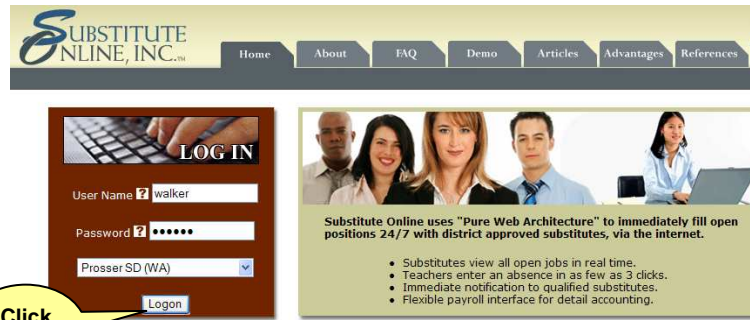 SUBSTITUTE
ONLINE, INC.™
Home About FAQ Demo Articles Advantages References
LOG IN
User Name ? walker
Password ? ••••••
Prosser SD (WA)
Logon
Click
Substitute Online uses "Pure Web Architecture" to immediately fill open
positions 24/7 with district approved substitutes, via the internet.
• Substitutes view all open jobs in real time.
• Teachers enter an absence in as few as 3 clicks.
• Immediate notification to qualified substitutes.
• Flexible payroll interface for detail accounting.